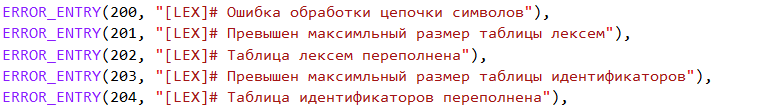 ERROR_ENTRY(200, "[LEX]# Ошибка обработки цепочки символов"),
ERROR_ENTRY(201, "[LEX]# Превышен максимльный размер таблицы лексем"),
ERROR_ENTRY(202, "[LEX]# Таблица лексем переполнена"),
ERROR_ENTRY(203, "[LEX]# Превышен максимльный размер таблицы идентификаторов"),
ERROR_ENTRY(204, "[LEX]# Таблица идентификаторов переполнена"),